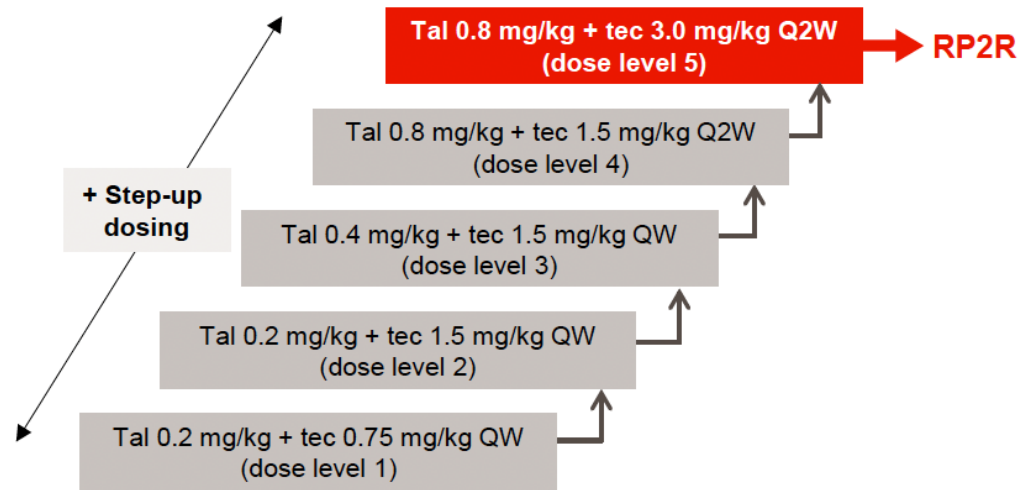 Tal 0.8 mg/kg + tec 3.0 mg/kg Q2W
(dose level 5)
RP2R
Tal 0.8 mg/kg + tec 1.5 mg/kg Q2W
(dose level 4)
+ Step-up
dosing
Tal 0.4 mg/kg + tec 1.5 mg/kg QW
(dose level 3)
Tal 0.2 mg/kg + tec 1.5 mg/kg QW
(dose level 2)
Tal 0.2 mg/kg + tec 0.75 mg/kg QW
(dose level 1)